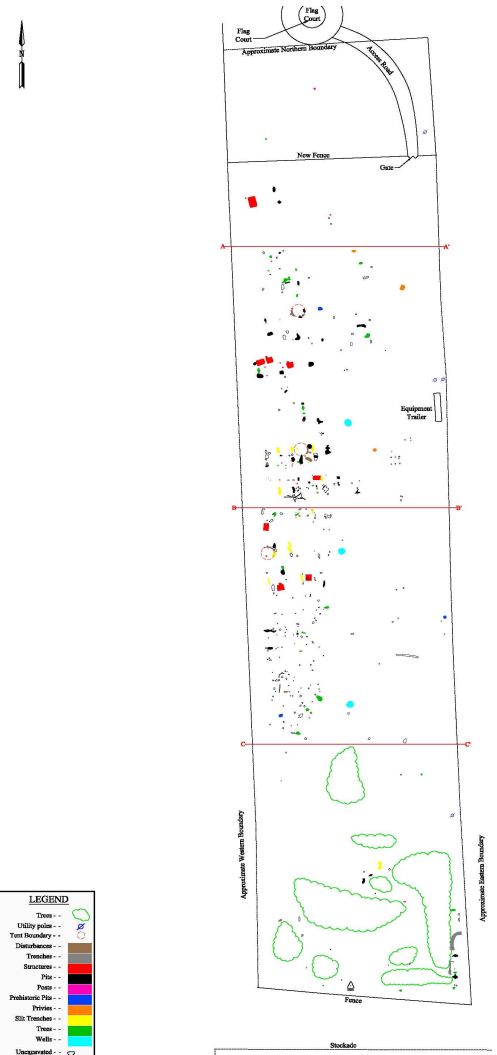 Flag
Court
Flag
Court
Approximate Northern Boundary
Access Road
N
New Fence
Gate
A
A'
Equipment
Trailer
B
B'
C
C'
Approximate Western Boundary
Approximate Eastern Boundary
Fence
Stockade
LEGEND
Trees - -
Utility poles - -
Tent Boundary - -
Disturbances - -
Trenches - -
Structures - -
Pits - -
Posts - -
Prehistoric Pits - -
Privies - -
Slit Trenches - -
Trees - -
Wells - -
Unexcavated - -